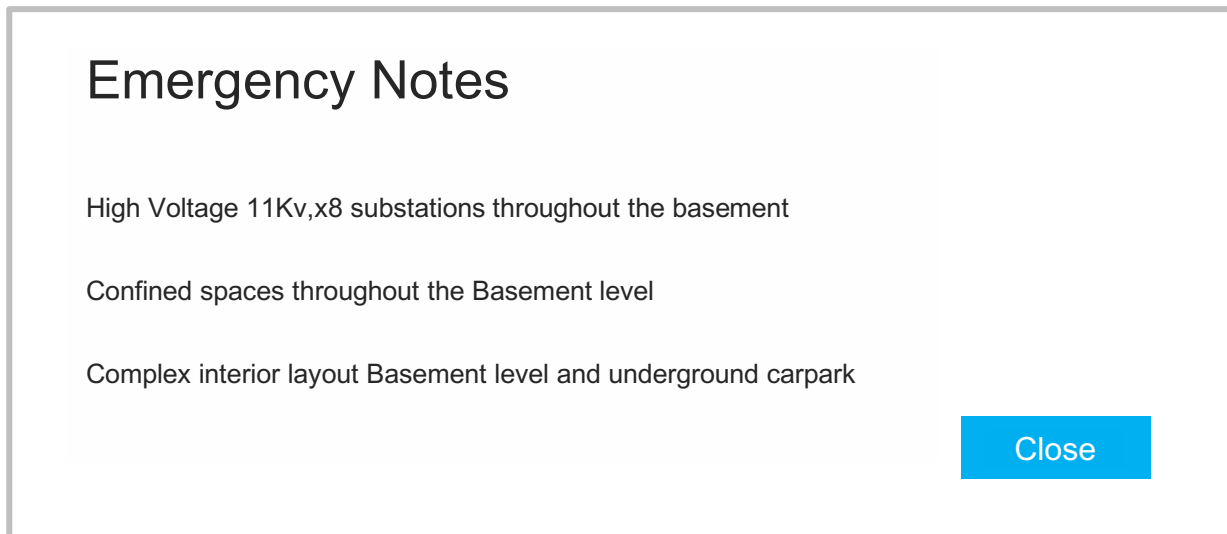 Emergency Notes
High Voltage 11Kv,x8 substations throughout the basement
Confined spaces throughout the Basement level
Complex interior layout Basement level and underground carpark
Close